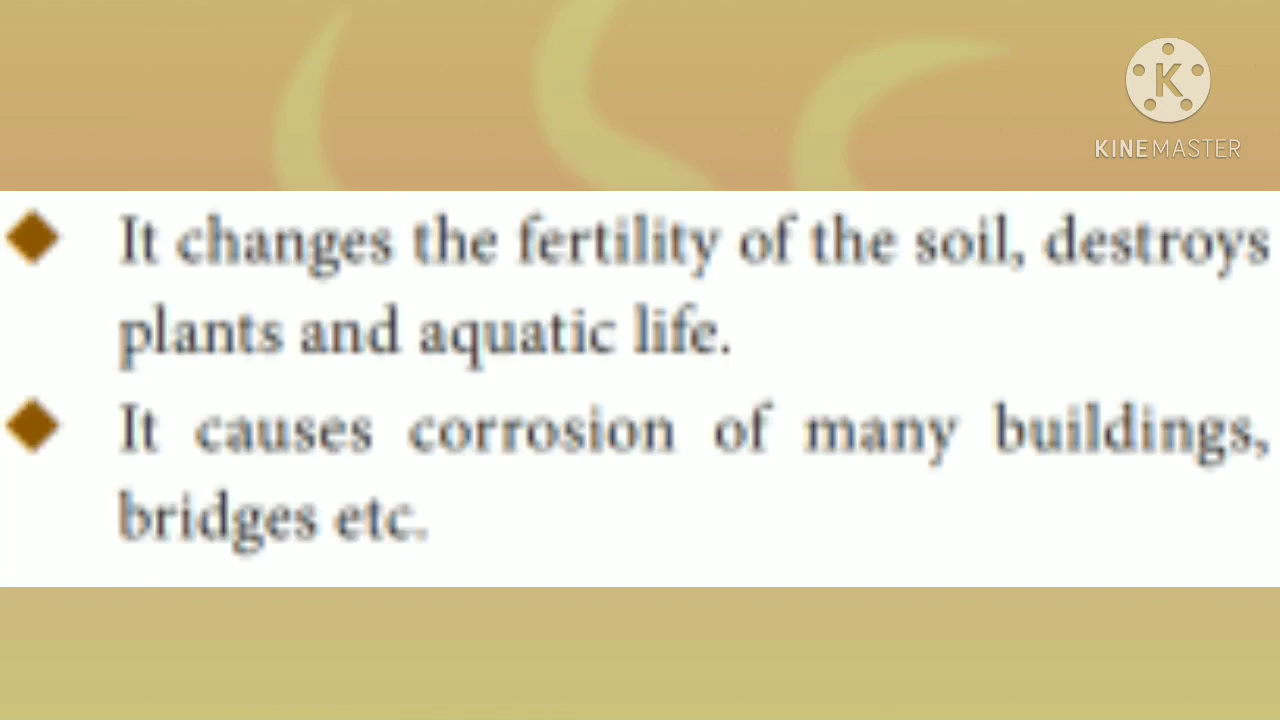 K
KINEMASTER
It changes the fertility of the soil, destroys
plants and aquatic life.
It causes corrosion of many buildings,
bridges etc.